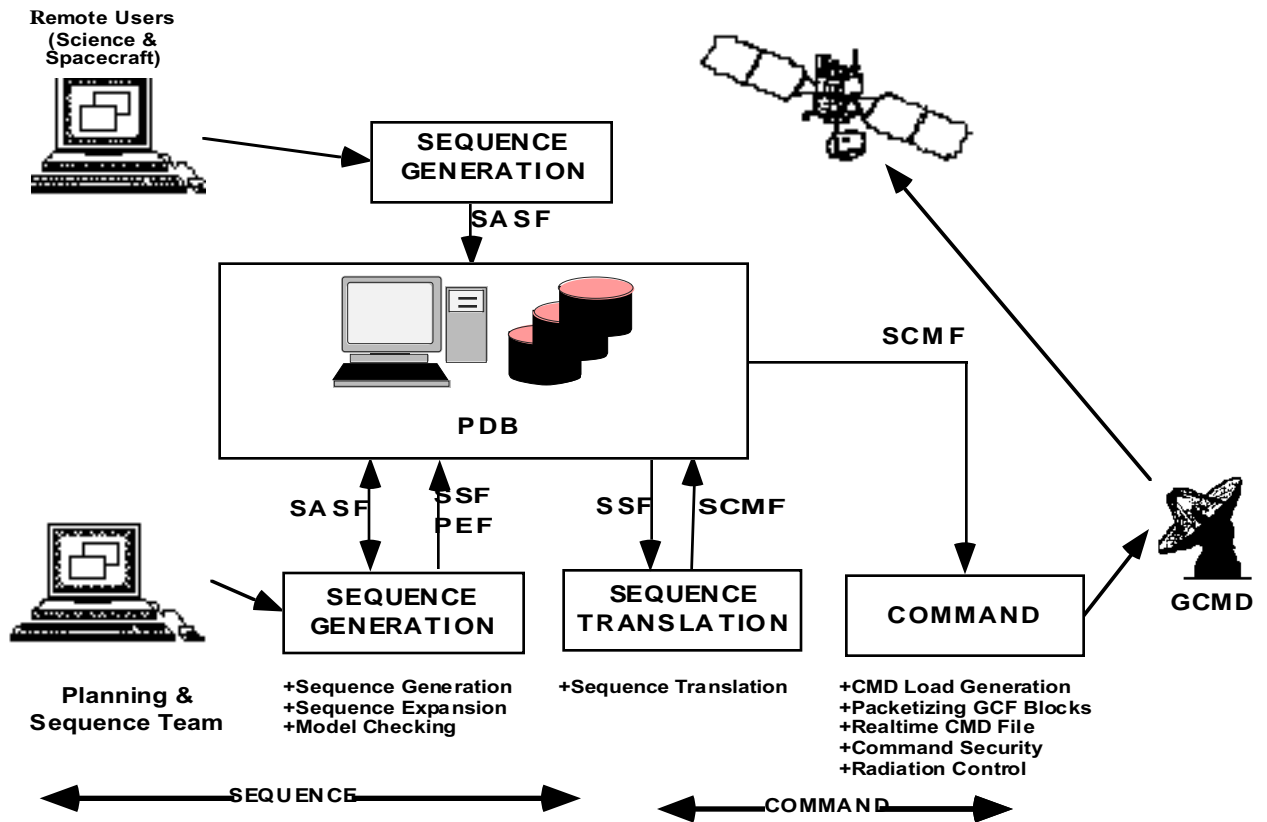 Remote Users
(Science &
Spacecraft)
SEQUENCE
GENERATION
SASF
SCMF
PDB
SASF
SSF
PEF
SSF
SCMF
SEQUENCE
GENERATION
SEQUENCE
TRANSLATION
COMMAND
GCMD
Planning &
Sequence Team
+Sequence Generation
+Sequence Expansion
+Model Checking
+Sequence Translation
+CMD Load Generation
+Packetizing GCF Blocks
+Realtime CMD File
+Command Security
+Radiation Control
SEQUENCE
COMMAND